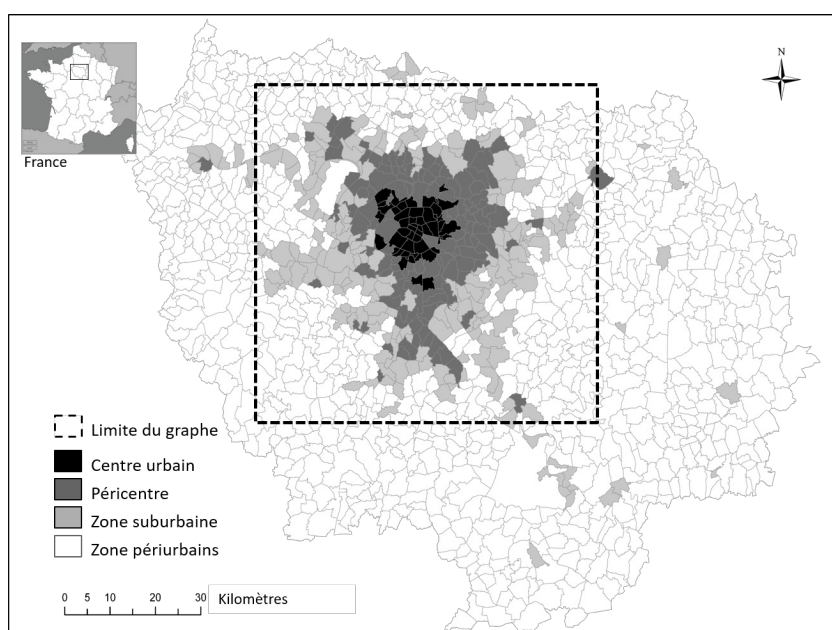 N
France
Limite du graphe
Centre urbain
Péricentre
Zone suburbaine
Zone périurbains
0 5 10 20 30
Kilomètres